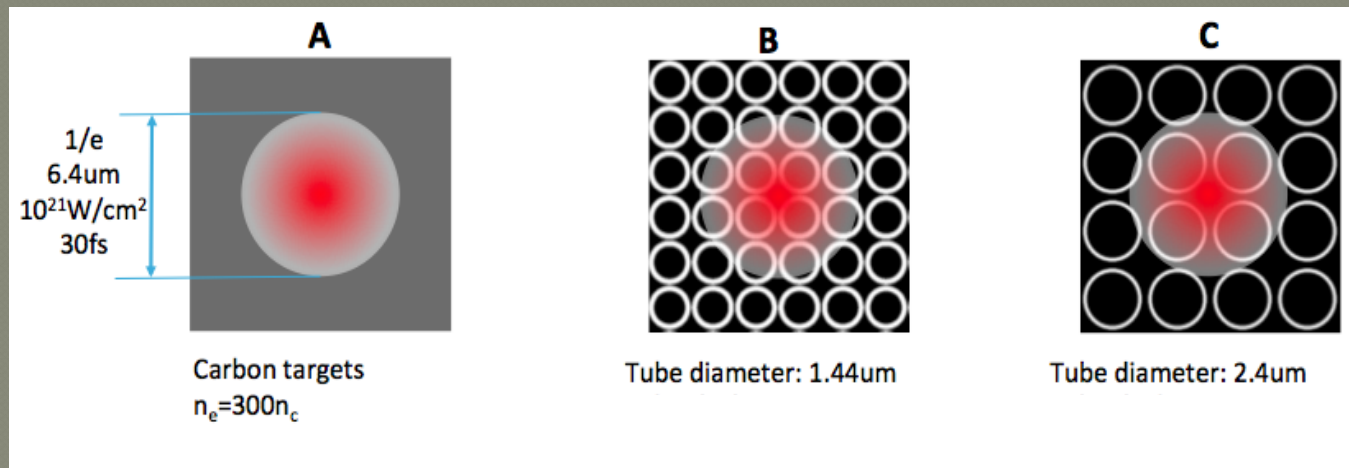 A
B
C
1/e
6.4um
10²¹W/cm²
30fs
Carbon targets
nₑ=300n꜀
Tube diameter: 1.44um
Tube diameter: 2.4um